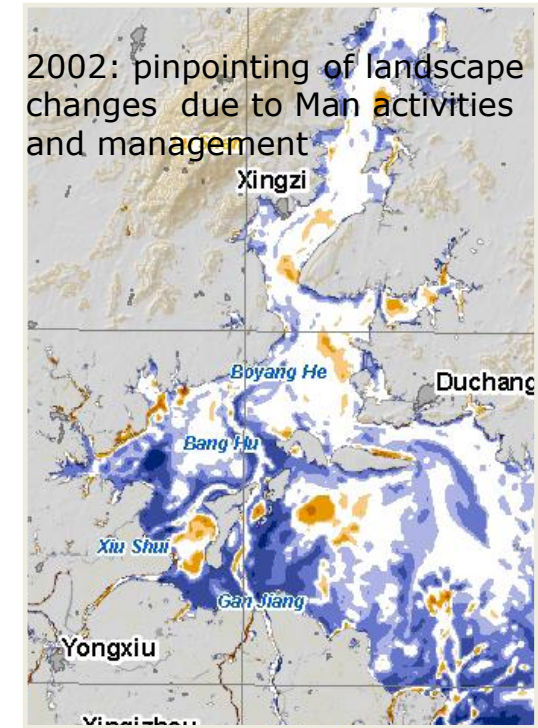 2002: pinpointing of landscape
changes due to Man activities
and management
Xingzi
Boyang He
Duchang
Bang Hu
Xiu Shui
Gan Jiang
Yongxiu